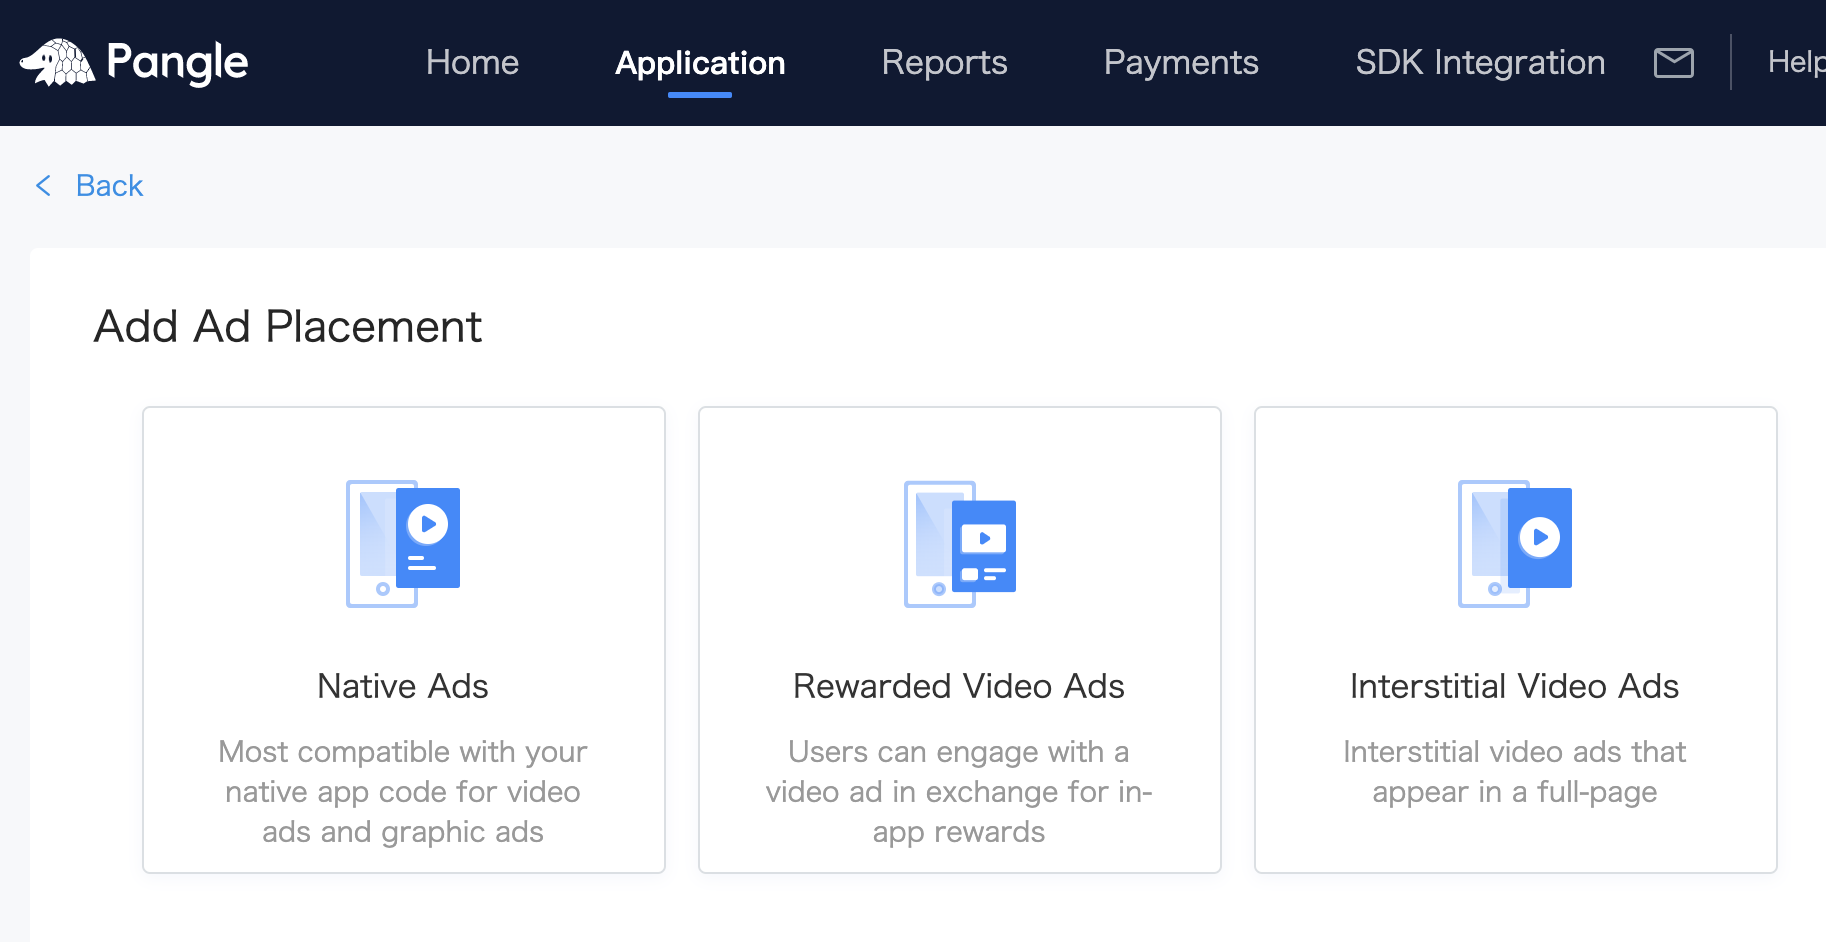 Pangle Home Application Reports Payments SDK Integration Help
Back
Add Ad Placement
Native Ads
Most compatible with your
native app code for video
ads and graphic ads
Rewarded Video Ads
Users can engage with a
video ad in exchange for in-
app rewards
Interstitial Video Ads
Interstitial video ads that
appear in a full-page